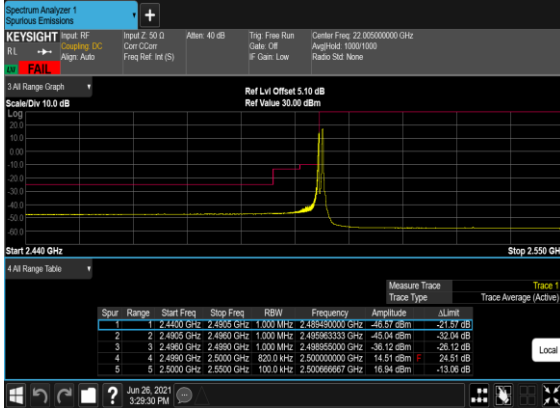 Spectrum Analyzer 1
Spurious Emissions
+
KEYSIGHT Input: RF Input Z: 50 Ω Atten: 40 dB Trig: Free Run Center Freq: 22.005000000 GHz
RL Coupling: DC Corr CCorr Gate: Off Avg|Hold: 1000/1000
Align: Auto Freq Ref: Int (S) IF Gain: Low Radio Std: None
FAIL
3 All Range Graph
Ref Lvl Offset 5.10 dB
Scale/Div 10.0 dB Ref Value 30.00 dBm
Log
20.0
10.0
0.00
-10.0
-20.0
-30.0
-40.0
-50.0
-60.0
Start 2.440 GHz Stop 2.550 GH
4 All Range Table
Measure Trace Trace 1
Trace Type Trace Average (Active)
Spur Range Start Freq Stop Freq RBW Frequency Amplitude ΔLimit
1 1 2.4400 GHz 2.4905 GHz 1.000 MHz 2.489490000 GHz -46.57 dBm -21.57 dB
2 2 2.4905 GHz 2.4960 GHz 1.000 MHz 2.495963333 GHz -45.04 dBm -32.04 dB
3 3 2.4960 GHz 2.4990 GHz 1.000 MHz 2.498955000 GHz -36.12 dBm -26.12 dB
4 4 2.4990 GHz 2.5000 GHz 820.0 kHz 2.500000000 GHz 14.51 dBm F 24.51 dB
5 5 2.5000 GHz 2.5500 GHz 100.0 kHz 2.500666667 GHz 16.94 dBm -13.06 dB
Local
?
Jun 26, 2021
3:29:30 PM